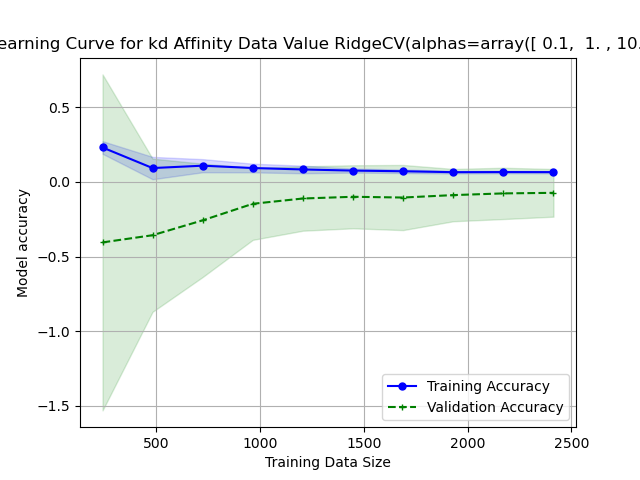 earning Curve for kd Affinity Data Value RidgeCV(alphas=array([ 0.1,  1. , 10.
0.5
0.0
−0.5
−1.0
−1.5
Model accuracy
Training Accuracy
Validation Accuracy
500
1000
1500
2000
2500
Training Data Size